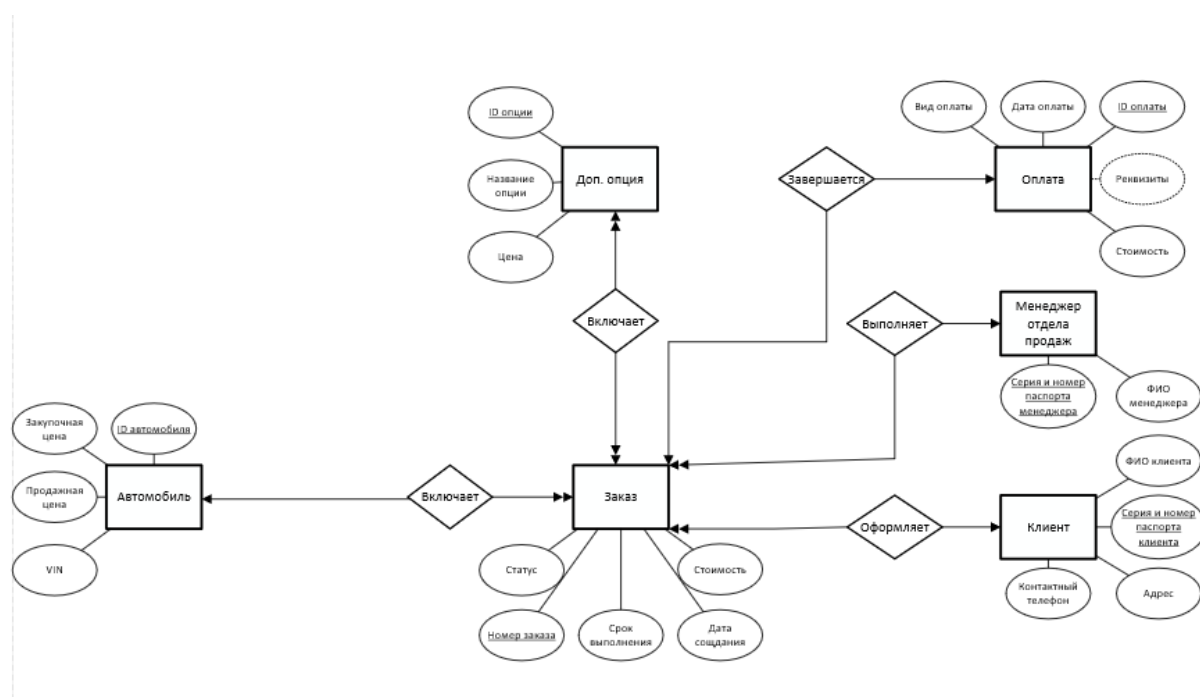 Вид оплаты
Дата оплаты
ID оплаты
ID опции
Название
опции
Доп. опция
Цена
Завершается
Оплата
Реквизиты
Стоимость
Включает
Выполняет
Менеджер
отдела
продаж
Серия и номер
паспорта
менеджера
ФИО
менеджера
Закупочная
цена
ID автомобиля
Продажная
цена
Автомобиль
VIN
Включает
Заказ
Оформляет
Клиент
ФИО клиента
Серия и номер
паспорта
клиента
Контактный
телефон
Адрес
Статус
Стоимость
Номер заказа
Срок
выполнения
Дата
сощдания